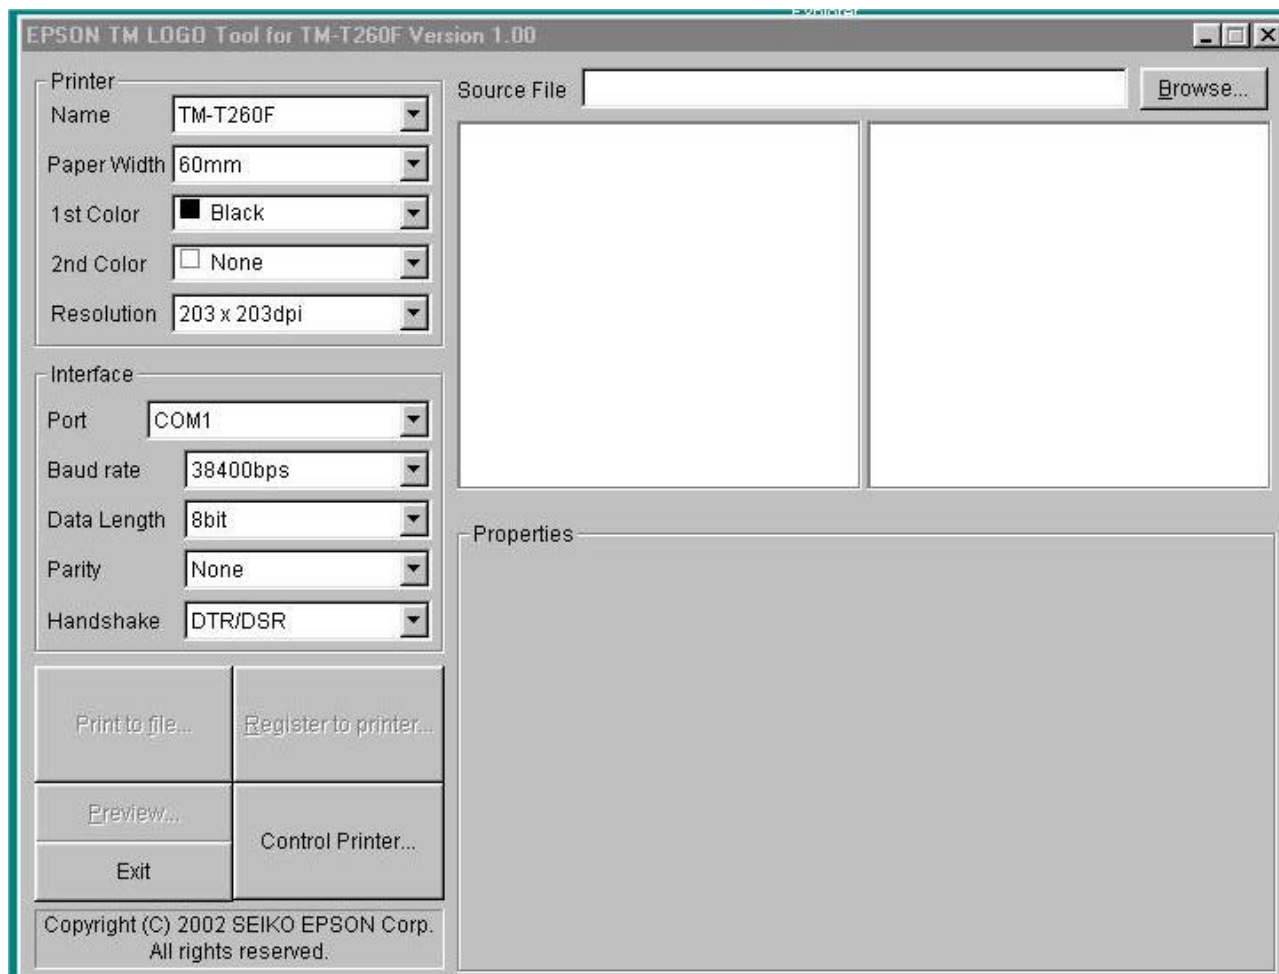 Explorer
EPSON TM LOGO Tool for TM-T260F Version 1.00
Printer
Name TM-T260F
Paper Width 60mm
1st Color Black
2nd Color None
Resolution 203 x 203dpi
Interface
Port COM1
Baud rate 38400bps
Data Length 8bit
Parity None
Handshake DTR/DSR
Print to file...
Register to printer...
Preview...
Control Printer...
Exit
Copyright (C) 2002 SEIKO EPSON Corp.
All rights reserved.
Source File
Browse...
Properties